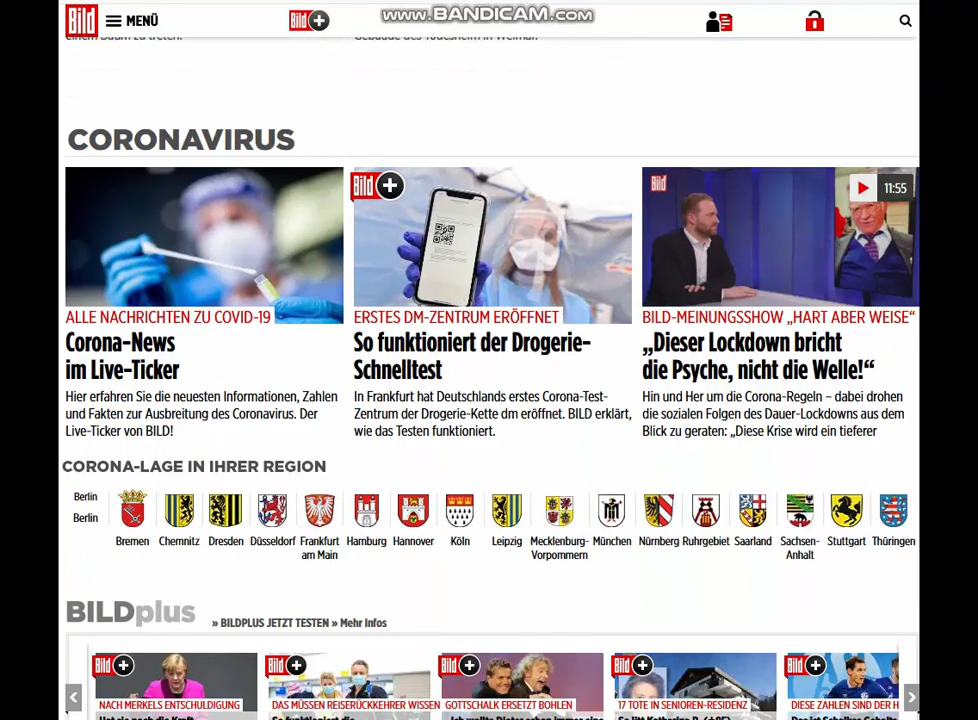 Bild
MENÜ
Bild+
www.BANDICAM.com
CORONAVIRUS
Bild+
Bild
11:55
ALLE NACHRICHTEN ZU COVID-19
Corona-News
im Live-Ticker
Hier erfahren Sie die neuesten Informationen, Zahlen
und Fakten zur Ausbreitung des Coronavirus. Der
Live-Ticker von BILD!
ERSTES DM-ZENTRUM ERÖFFNET
So funktioniert der Drogerie-
Schnelltest
In Frankfurt hat Deutschlands erstes Corona-Test-
Zentrum der Drogerie-Kette dm eröffnet. BILD erklärt,
wie das Testen funktioniert.
BILD-MEINUNGSSHOW „HART ABER WEISE“
„Dieser Lockdown bricht
die Psyche, nicht die Welle!“
Hin und Her um die Corona-Regeln – dabei drohen
die sozialen Folgen des Dauer-Lockdowns aus dem
Blick zu geraten: „Diese Krise wird ein tieferer
CORONA-LAGE IN IHRER REGION
Berlin
Berlin
Bremen
Chemnitz
Dresden
Düsseldorf
Frankfurt
am Main
Hamburg
Hannover
Köln
Leipzig
Mecklenburg-
Vorpommern
München
Nürnberg
Ruhrgebiet
Saarland
Sachsen-
Anhalt
Stuttgart
Thüringen
BILDplus
» BILDPLUS JETZT TESTEN » Mehr Infos
Bild+
Bild+
Bild+
Bild+
Bild+
NACH MERKELS ENTSCHULDIGUNG
DAS MÜSSEN REISERÜCKKEHRER WISSEN
GOTTSCHALK ERSETZT BOHLEN
17 TOTE IN SENIOREN-RESIDENZ
DIESE ZAHLEN SIND DER H